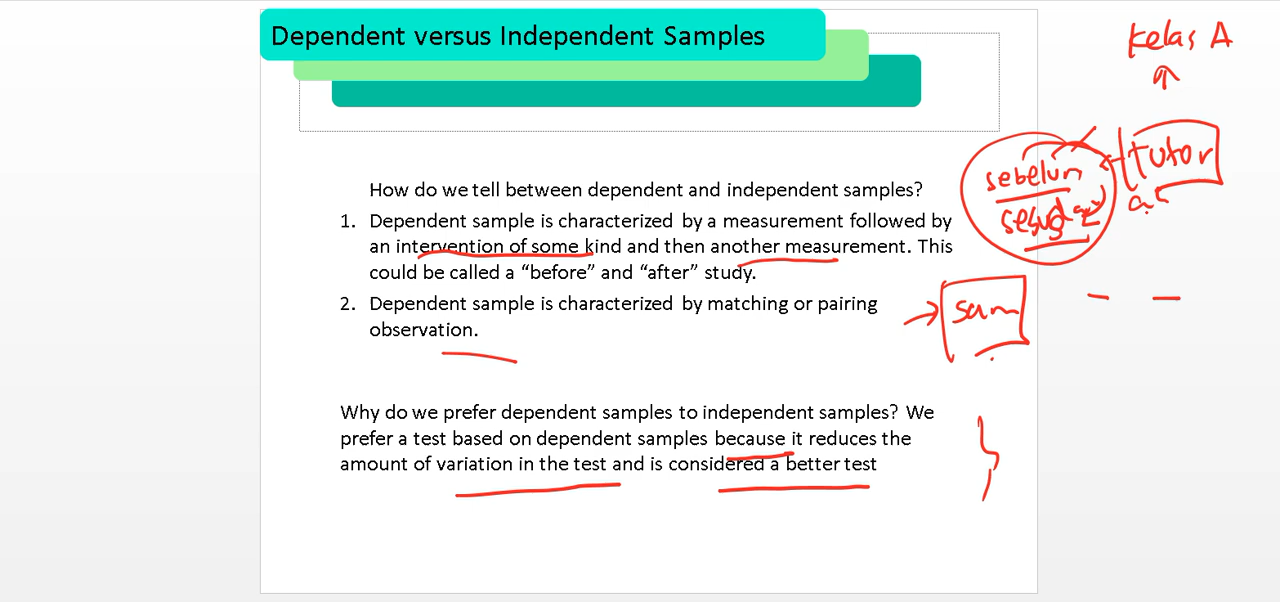 Dependent versus Independent Samples
kelas A
tutor
sebelum
How do we tell between dependent and independent samples?
1. Dependent sample is characterized by a measurement followed by
an intervention of some kind and then another measurement. This
could be called a “before” and “after” study.
2. Dependent sample is characterized by matching or pairing
observation.
Why do we prefer dependent samples to independent samples? We
prefer a test based on dependent samples because it reduces the
amount of variation in the test and is considered a better test